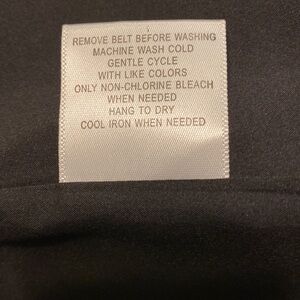 REMOVE BELT BEFORE WASHING
MACHINE WASH COLD
GENTLE CYCLE
WITH LIKE COLORS
ONLY NON-CHLORINE BLEACH
WHEN NEEDED
HANG TO DRY
COOL IRON WHEN NEEDED